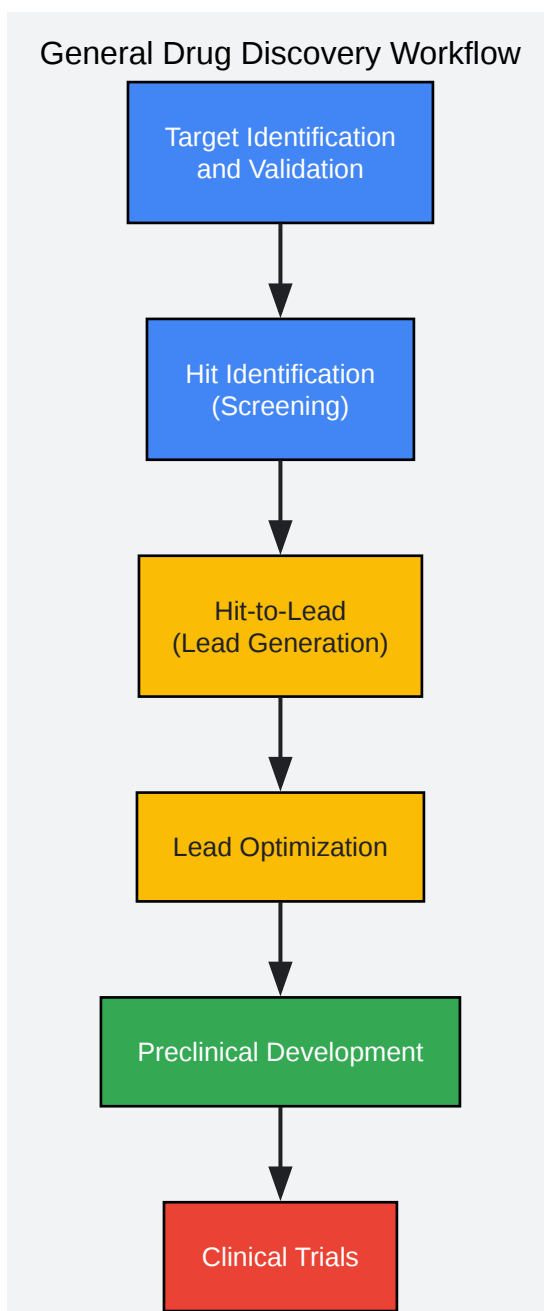 General Drug Discovery Workflow
Target Identification
and Validation
Hit Identification
(Screening)
Hit-to-Lead
(Lead Generation)
Lead Optimization
Preclinical Development
Clinical Trials